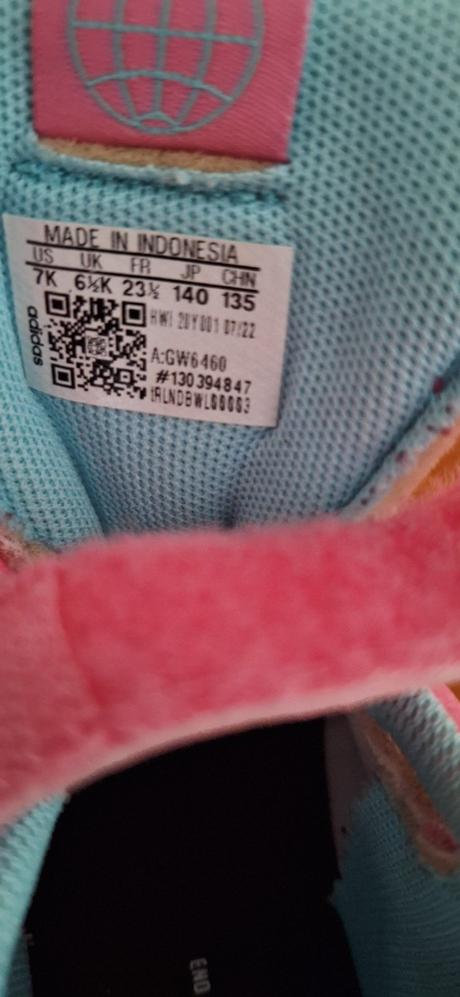 MADE IN INDONESIA
US UK FR JP CHN
7K 6½K 23½ 140 135
HWI 20Y001 07/22
adidas
A:GW6460
#130394847
END